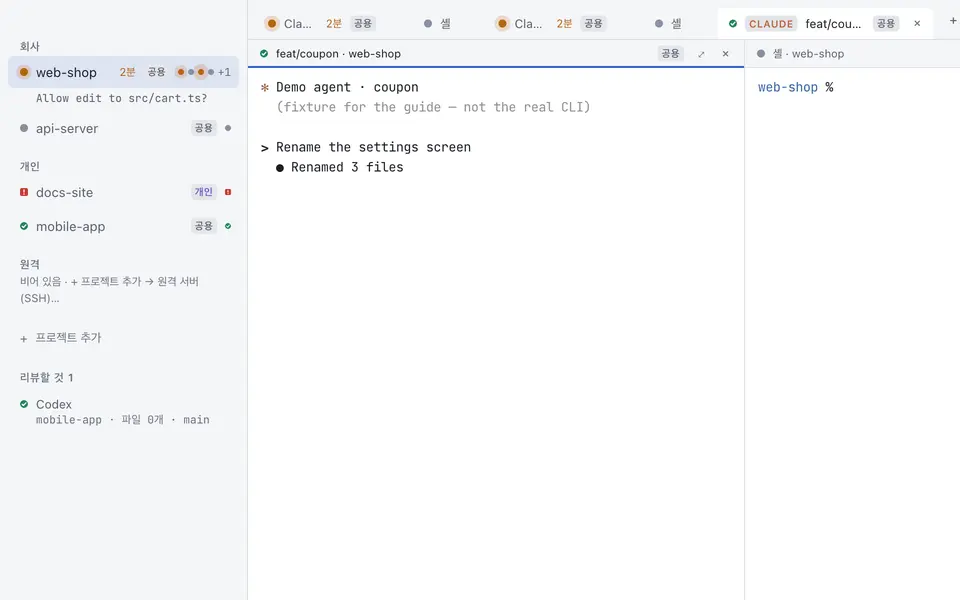 회사
web-shop 2분 공용 +1
Allow edit to src/cart.ts?
api-server 공용
개인
docs-site 개인
mobile-app 공용
원격
비어 있음 · + 프로젝트 추가 → 원격 서버
(SSH)...
+ 프로젝트 추가
리뷰할 것 1
Codex
mobile-app · 파일 0개 · main
Cla... 2분 공용
셸
Cla... 2분 공용
셸
CLAUDE feat/cou... 공용 ×
+
feat/coupon · web-shop 공용 ×
* Demo agent · coupon
(fixture for the guide — not the real CLI)
> Rename the settings screen
● Renamed 3 files
셸 · web-shop
web-shop %